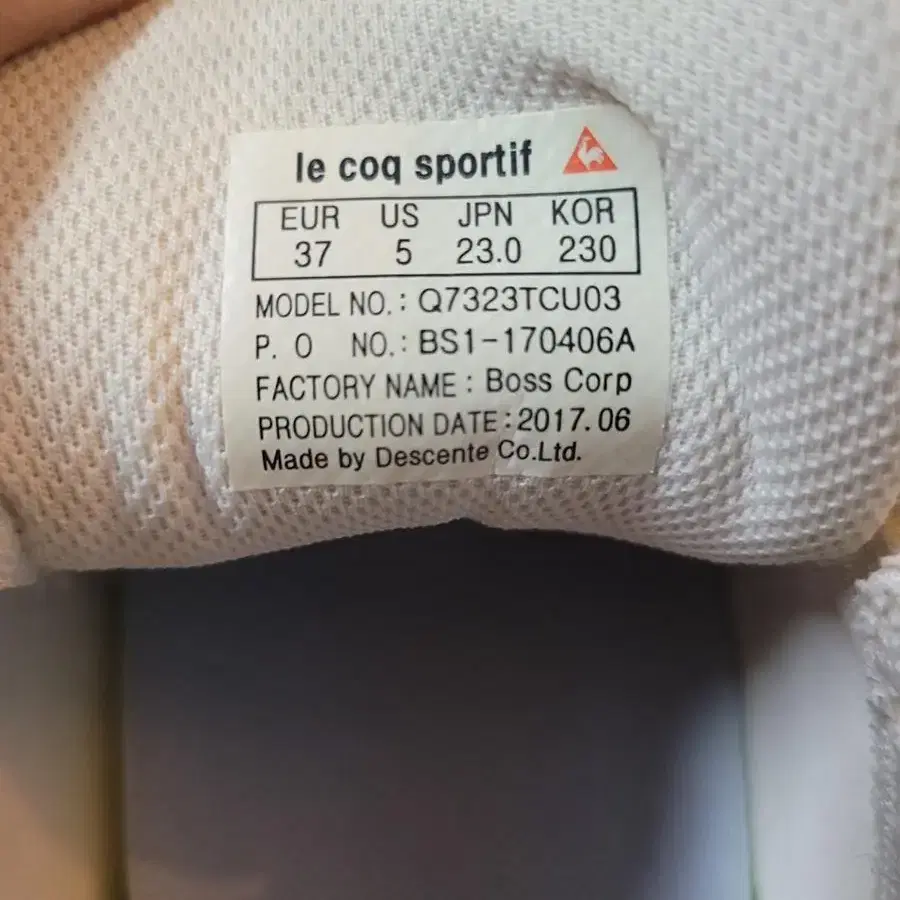 le coq sportif
EUR US JPN KOR
37 5 23.0 230
MODEL NO.: Q7323TCU03
P. O NO.: BS1-170406A
FACTORY NAME : Boss Corp
PRODUCTION DATE : 2017. 06
Made by Descente Co.Ltd.